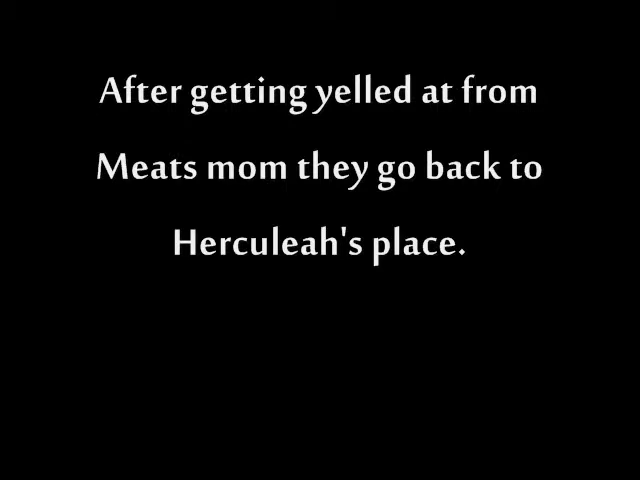 After getting yelled at from
Meats mom they go back to
Herculeah's place.